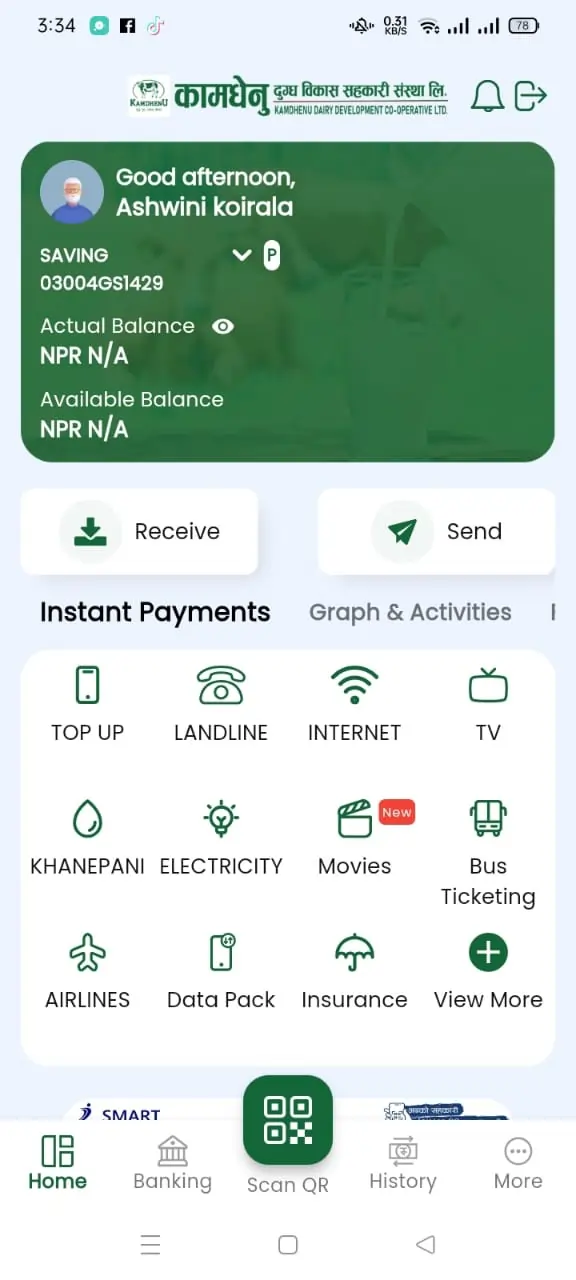 3:34
0.31
KB/S
78
KAMDHENU
कामधेनु दुग्ध विकास सहकारी संस्था लि.
KAMDHENU DAIRY DEVELOPMENT CO-OPERATIVE LTD.
Good afternoon,
Ashwini koirala
SAVING
P
03004GS1429
Actual Balance
NPR N/A
Available Balance
NPR N/A
Receive
Send
Instant Payments
Graph & Activities
TOP UP
LANDLINE
INTERNET
TV
KHANEPANI
ELECTRICITY
Movies
New
Bus
Ticketing
AIRLINES
Data Pack
Insurance
View More
SMART
Home
Banking
Scan QR
History
More